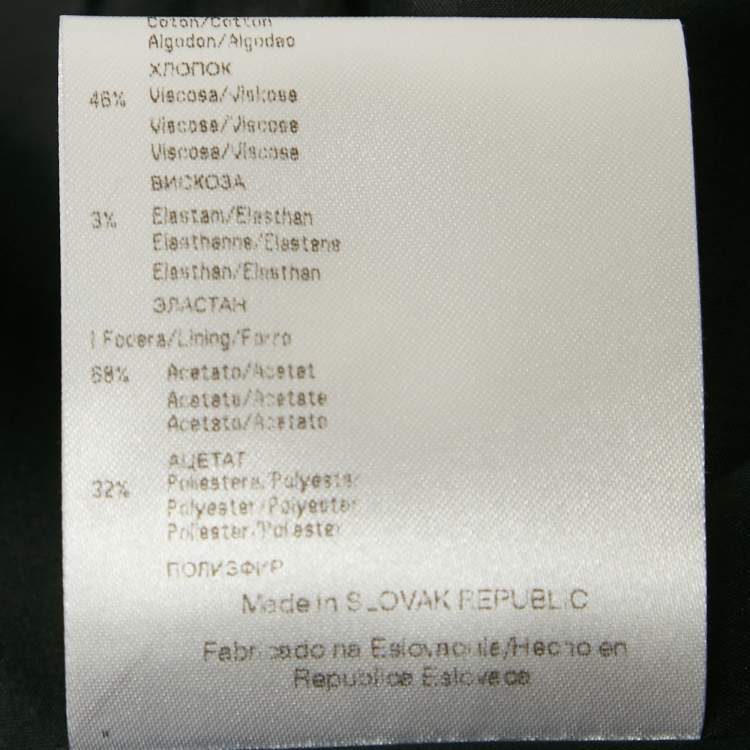 Coton/Cotton
Algodon/Algodao
ХЛОПОК
46% Viscosa/Viskose
Viscose/Viscose
Viscosa/Viscose
ВИСКОЗА
3% Elastam/Elasthan
Elasthanne/Elastane
Elasthan/Elasthan
ЭЛАСТАН
1 Fodera/Lining/Forro
68% Acetato/Acetat
Acetate/Acetate
Acetato/Acetato
АЦЕТАТ
32% Poliestere/Polyester
Polyester/Polyester
Poliester/Poliester
ПОЛИЭФИР
Made in SLOVAK REPUBLIC
Fabricado na Eslovaquia/Hecho en
Republica Eslovaca